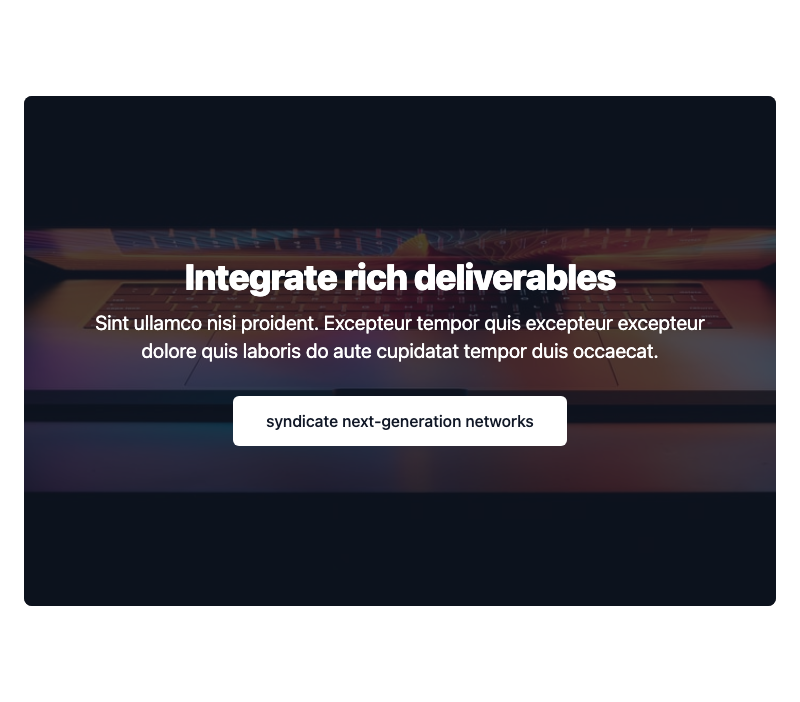 Integrate rich deliverables
Sint ullamco nisi proident. Excepteur tempor quis excepteur excepteur
dolore quis laboris do aute cupidatat tempor duis occaecat.
syndicate next-generation networks